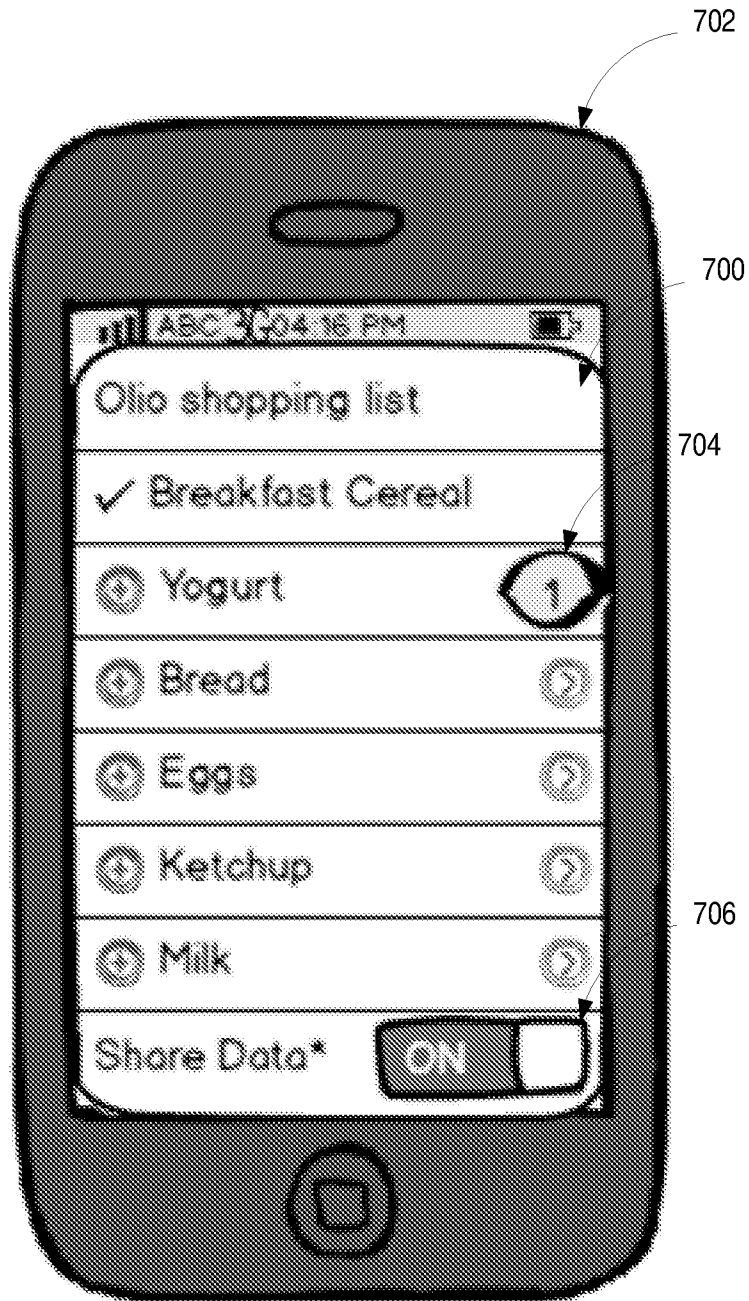 702
700
ABC 3G 04:16 PM
Olio shopping list
704
Breakfast Cereal
Yogurt 1
Bread
Eggs
Ketchup
706
Milk
Share Data* ON